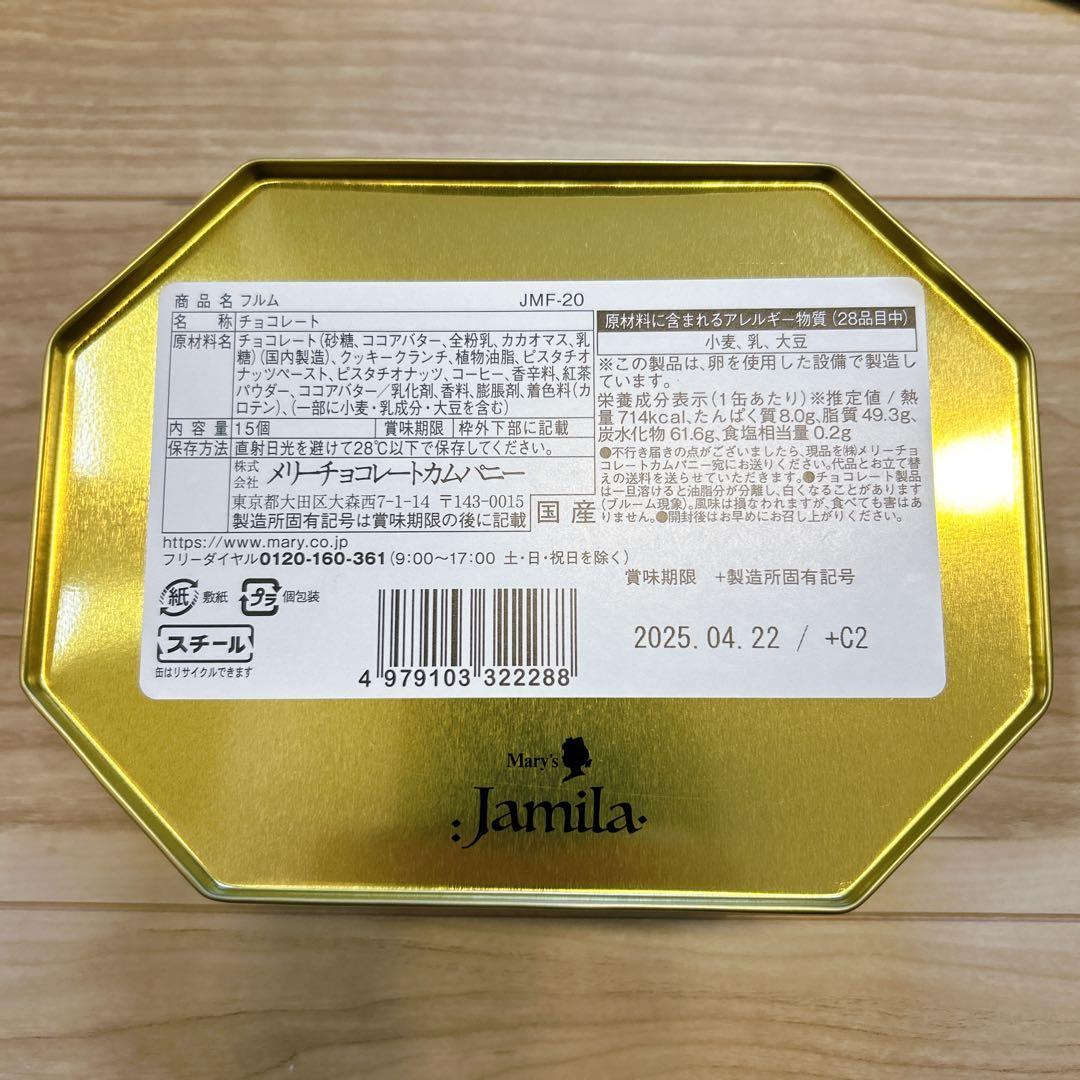 商品名 フルム JMF-20
名称 チョコレート
原材料名 チョコレート(砂糖、ココアバター、全粉乳、カカオマス、乳
糖)(国内製造)、クッキークランチ、植物油脂、ピスタチオ
ナッツペースト、ピスタチオナッツ、コーヒー、香辛料、紅茶
パウダー、ココアバター/乳化剤、香料、膨脹剤、着色料(カ
ロテン)、(一部に小麦・乳成分・大豆を含む)
内容量 15個 賞味期限 枠外下部に記載
保存方法 直射日光を避けて28℃以下で保存してください。
株式会社 メリーチョコレートカムパニー
東京都大田区大森西7-1-14 〒143-0015
製造所固有記号は賞味期限の後に記載
国産
https://www.mary.co.jp
フリーダイヤル0120-160-361(9:00〜17:00 土・日・祝日を除く)
原材料に含まれるアレルギー物質(28品目中)
小麦、乳、大豆
※この製品は、卵を使用した設備で製造し
ています。
栄養成分表示(1缶あたり)※推定値/熱
量714kcal、たんぱく質8.0g、脂質49.3g、
炭水化物61.6g、食塩相当量0.2g
●不行き届きの点がございましたら、現品を㈱メリーチョ
コレートカムパニー宛にお送りください。代品とお立て替
えの送料を送らせていただきます。●チョコレート製品
は一旦溶けると油脂分が分離し、白くなることがあります
(ブルーム現象)。風味は損なわれますが、食べても害はあ
りません。●開封後はお早めにお召し上がりください。
賞味期限 +製造所固有記号
2025.04.22 / +C2
紙 敷紙 プラ 個包装
スチール
缶はリサイクルできます
4 979103 322288
Mary's
Jamila